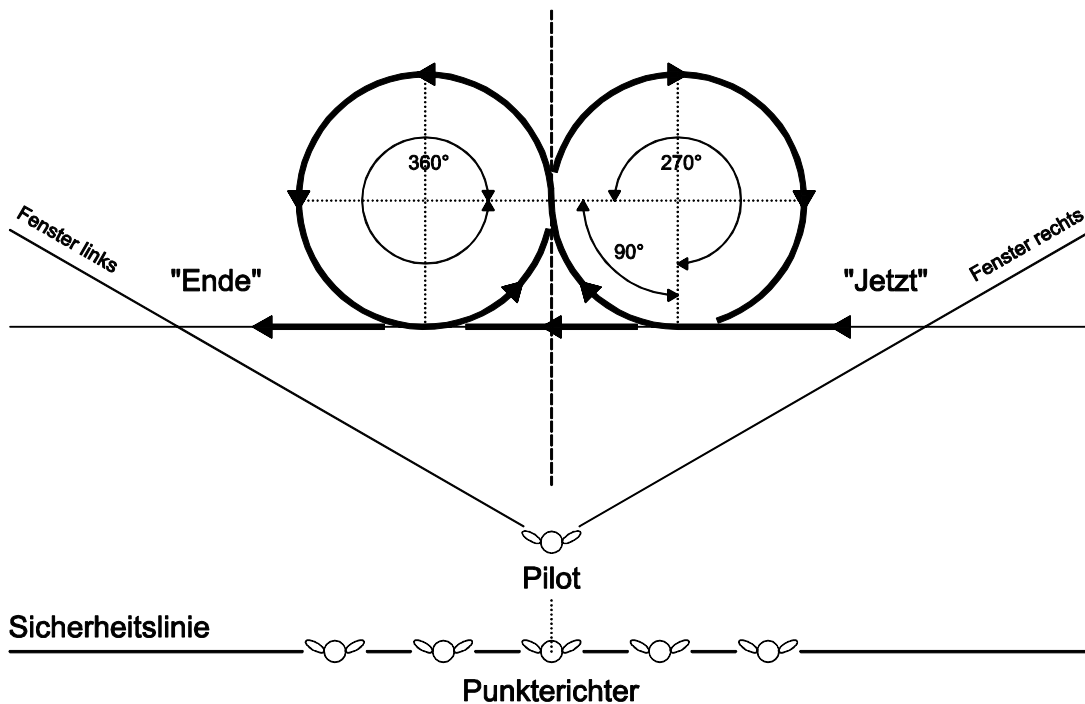 360°
270°
90°
Fenster links
Fenster rechts
"Ende"
"Jetzt"
Pilot
Sicherheitslinie
Punkterichter